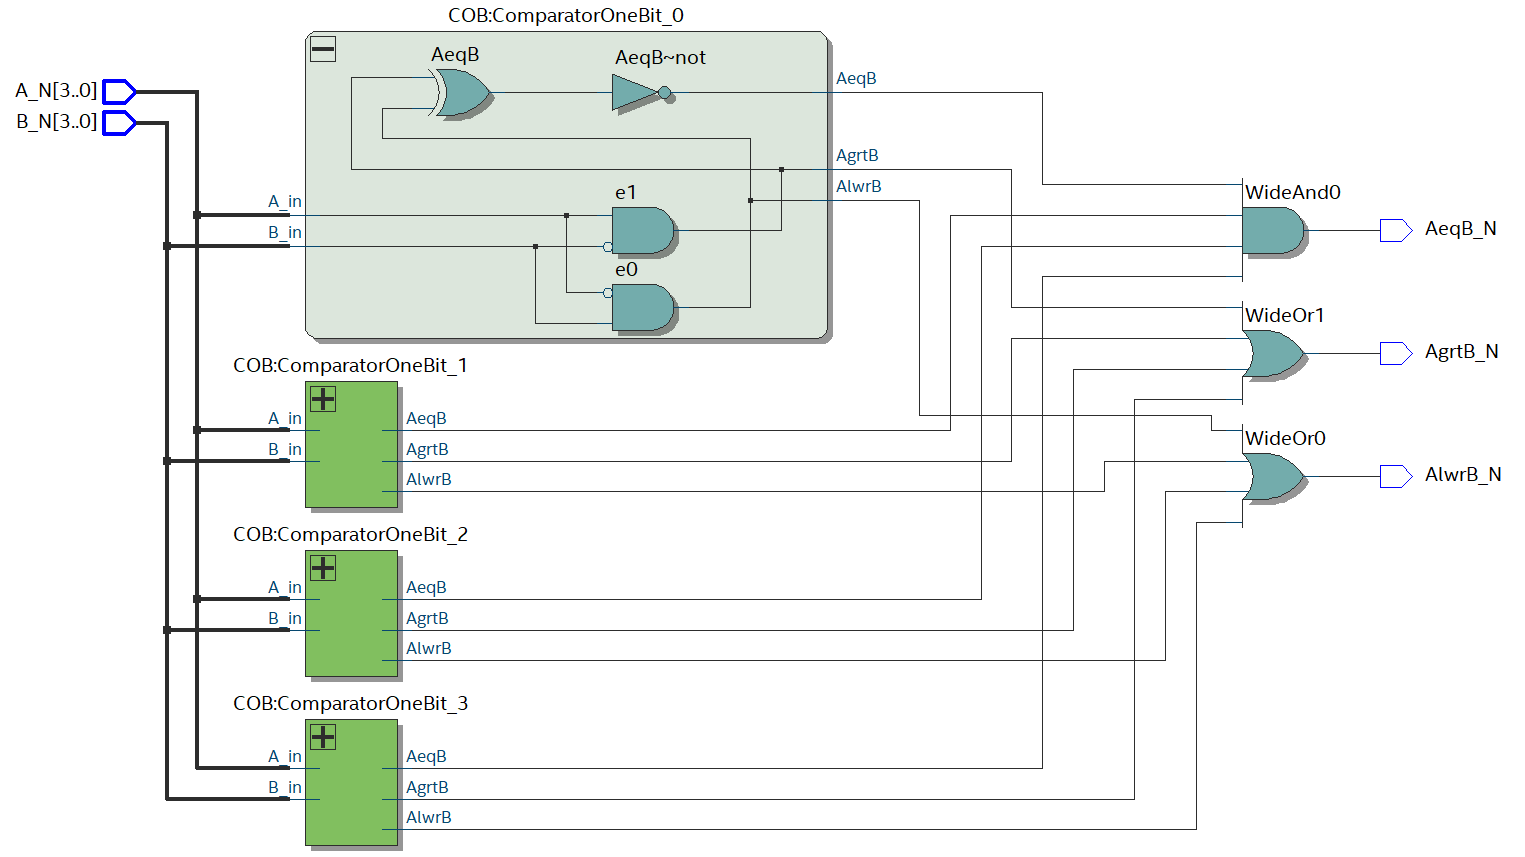 COB:ComparatorOneBit_0
AeqB
AeqB~not
A_N[3..0]
B_N[3..0]
AeqB
AgrtB
AlwrB
e1
A_in
B_in
e0
WideAnd0
AeqB_N
WideOr1
AgrtB_N
COB:ComparatorOneBit_1
A_in
B_in
AeqB
AgrtB
AlwrB
WideOr0
AlwrB_N
COB:ComparatorOneBit_2
A_in
B_in
AeqB
AgrtB
AlwrB
COB:ComparatorOneBit_3
A_in
B_in
AeqB
AgrtB
AlwrB